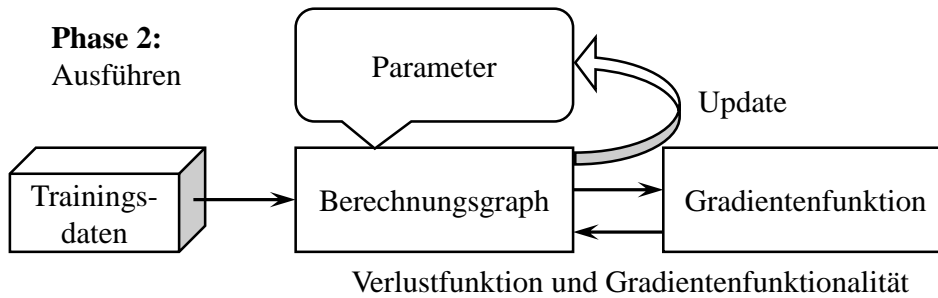 Phase 2:
Ausführen
Parameter
Update
Trainings-
daten
Berechnungsgraph
Gradientenfunktion
Verlustfunktion und Gradientenfunktionalität